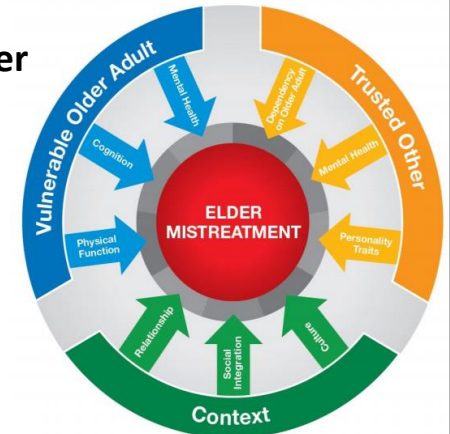 er
Vulnerable Older Adult
Mental Health
Cognition
Physical
Function
Trusted Other
Dependency
on Older Adult
Mental Health
Personality
Traits
ELDER
MISTREATMENT
Relationship
Social
Integration
Culture
Context